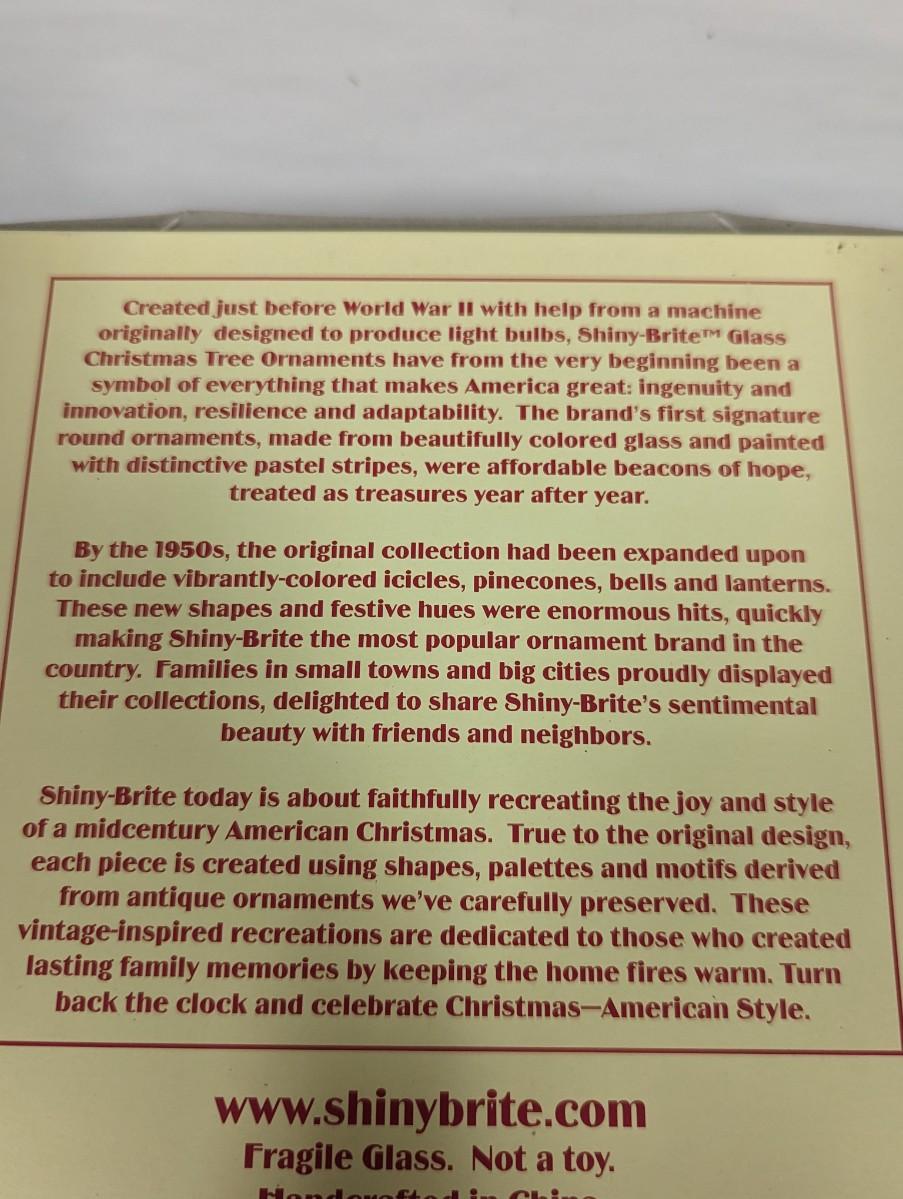 Created just before World War II with help from a machine
originally designed to produce light bulbs, Shiny-Brite™ Glass
Christmas Tree Ornaments have from the very beginning been a
symbol of everything that makes America great: ingenuity and
innovation, resilience and adaptability. The brand's first signature
round ornaments, made from beautifully colored glass and painted
with distinctive pastel stripes, were affordable beacons of hope,
treated as treasures year after year.
By the 1950s, the original collection had been expanded upon
to include vibrantly-colored icicles, pinecones, bells and lanterns.
These new shapes and festive hues were enormous hits, quickly
making Shiny-Brite the most popular ornament brand in the
country. Families in small towns and big cities proudly displayed
their collections, delighted to share Shiny-Brite's sentimental
beauty with friends and neighbors.
Shiny-Brite today is about faithfully recreating the joy and style
of a midcentury American Christmas. True to the original design,
each piece is created using shapes, palettes and motifs derived
from antique ornaments we've carefully preserved. These
vintage-inspired recreations are dedicated to those who created
lasting family memories by keeping the home fires warm. Turn
back the clock and celebrate Christmas—American Style.
www.shinybrite.com
Fragile Glass. Not a toy.
Handcrafted in China